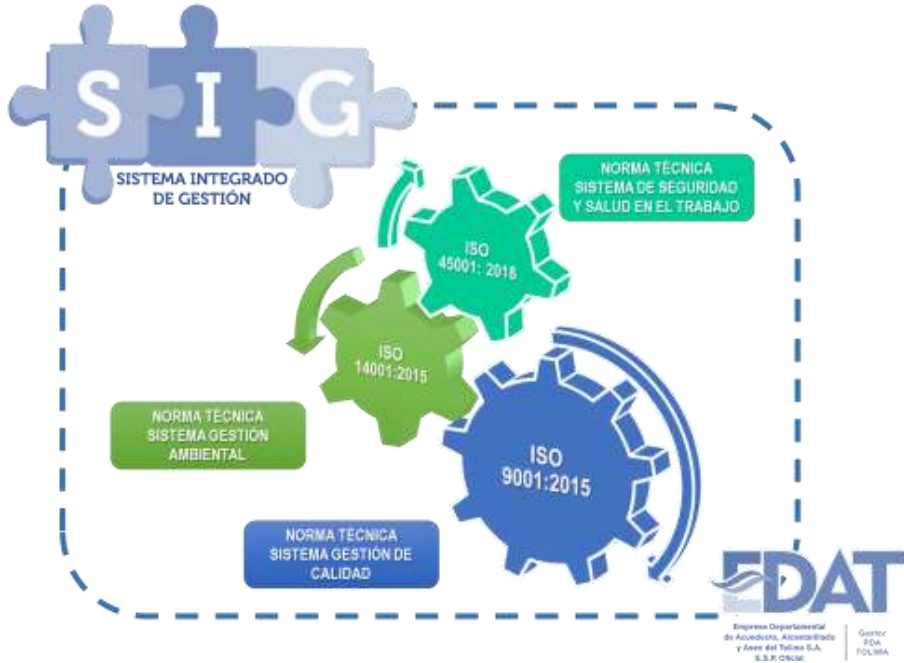 SIG
SISTEMA INTEGRADO
DE GESTIÓN
NORMA TÉCNICA
SISTEMA DE SEGURIDAD
Y SALUD EN EL TRABAJO
ISO
45001: 2018
ISO
14001:2015
NORMA TÉCNICA
SISTEMA GESTIÓN
AMBIENTAL
ISO
9001:2015
NORMA TÉCNICA
SISTEMA GESTIÓN DE
CALIDAD
EDAT
Empresa Departamental
de Acueducto, Alcantarillado
y Aseo del Tolima S.A.
E.S.P. Oficial
Gestor
PDA
TOLIMA